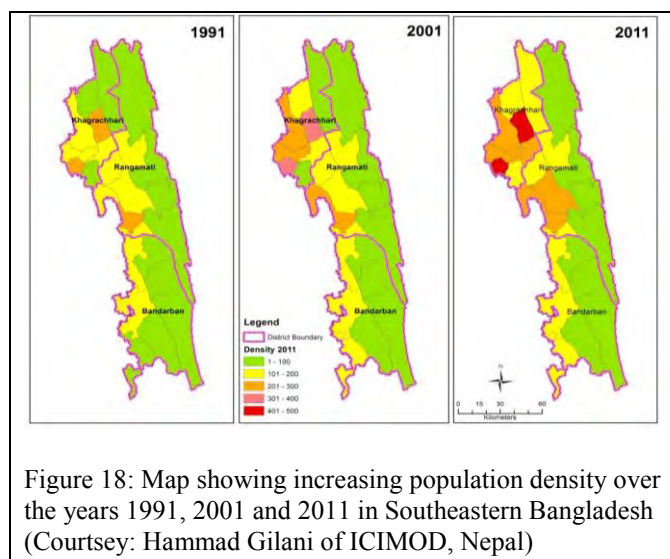 1991
2001
2011
Khagrachhari
Rangamati
Bandarban
Khagrachhari
Rangamati
Bandarban
Khagrachhari
Rangamati
Bandarban
Legend
District Boundary
Density 2011
1 - 100
101 - 200
201 - 300
301 - 400
401 - 500
N
0 15 30 60
Kilometers
Figure 18: Map showing increasing population density over
the years 1991, 2001 and 2011 in Southeastern Bangladesh
(Courtsey: Hammad Gilani of ICIMOD, Nepal)